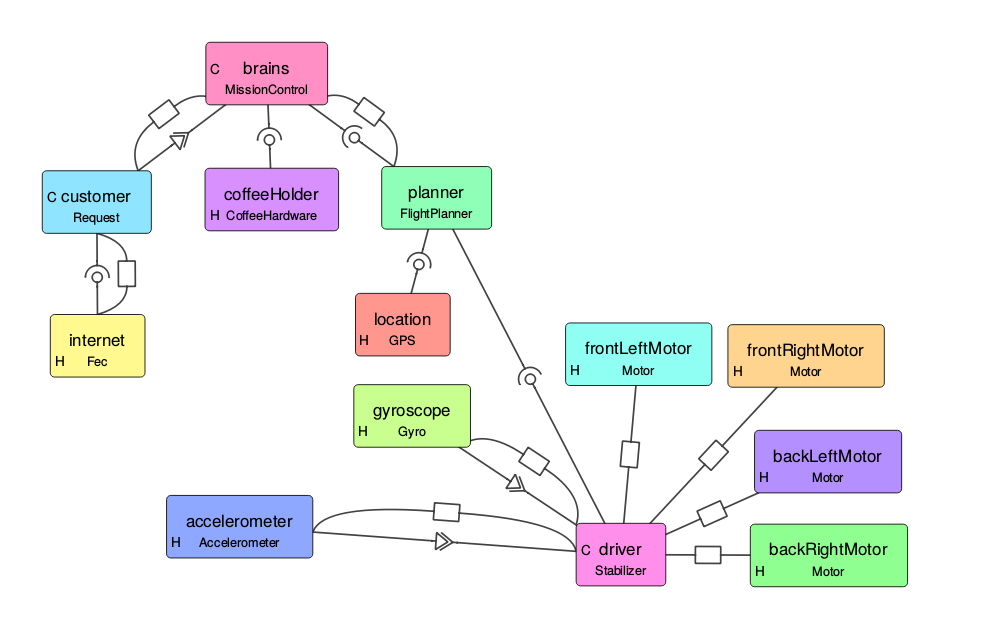 C brains
MissionControl
C customer
Request
coffeeHolder
H CoffeeHardware
planner
FlightPlanner
internet
H Fec
location
H GPS
frontLeftMotor
H Motor
frontRightMotor
H Motor
gyroscope
H Gyro
backLeftMotor
H Motor
accelerometer
H Accelerometer
C driver
Stabilizer
backRightMotor
H Motor